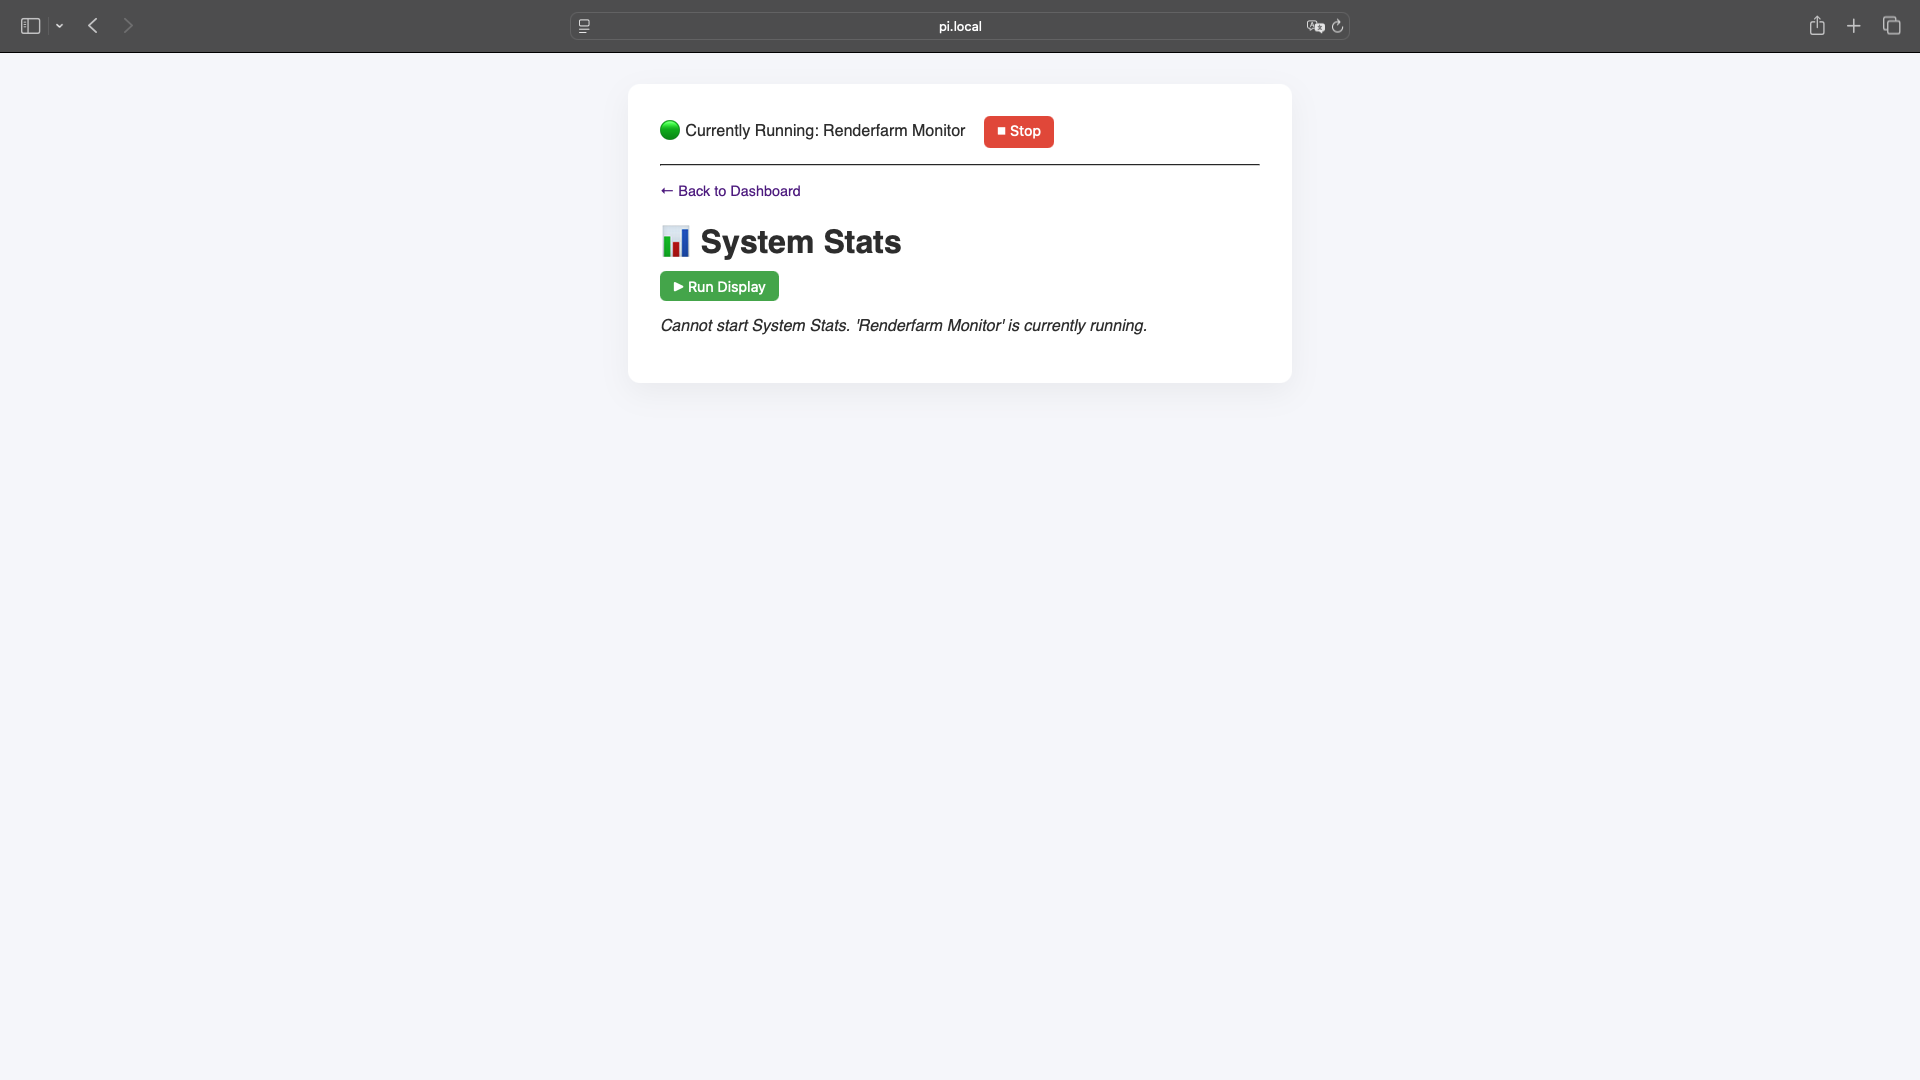 pi.local
Currently Running: Renderfarm Monitor
Stop
← Back to Dashboard
System Stats
Run Display
Cannot start System Stats. 'Renderfarm Monitor' is currently running.